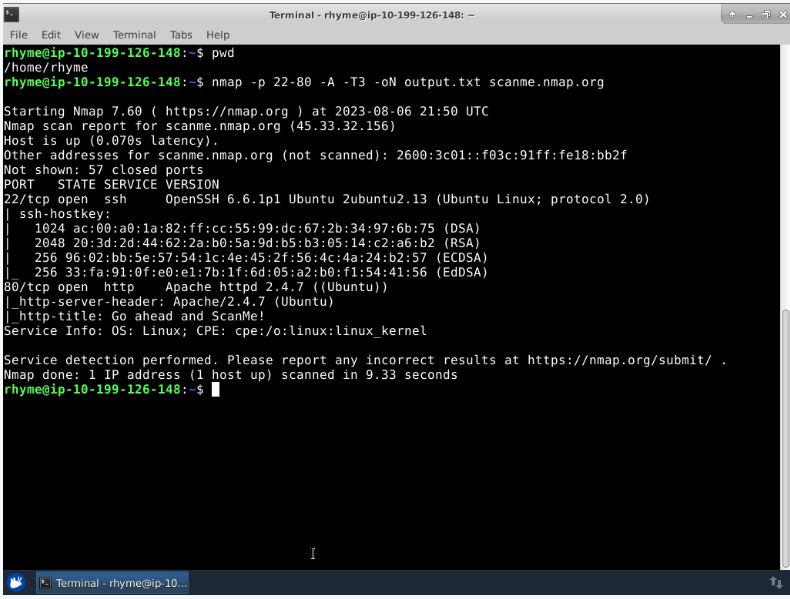 Terminal - rhyme@ip-10-199-126-148: ~
File Edit View Terminal Tabs Help
rhyme@ip-10-199-126-148:~$ pwd
/home/rhyme
rhyme@ip-10-199-126-148:~$ nmap -p 22-80 -A -T3 -oN output.txt scanme.nmap.org
Starting Nmap 7.60 ( https://nmap.org ) at 2023-08-06 21:50 UTC
Nmap scan report for scanme.nmap.org (45.33.32.156)
Host is up (0.070s latency).
Other addresses for scanme.nmap.org (not scanned): 2600:3c01::f03c:91ff:fe18:bb2f
Not shown: 57 closed ports
PORT   STATE SERVICE VERSION
22/tcp open  ssh     OpenSSH 6.6.1p1 Ubuntu 2ubuntu2.13 (Ubuntu Linux; protocol 2.0)
| ssh-hostkey:
|   1024 ac:00:a0:1a:82:ff:cc:55:99:dc:67:2b:34:97:6b:75 (DSA)
|   2048 20:3d:2d:44:62:2a:b0:5a:9d:b5:b3:05:14:c2:a6:b2 (RSA)
|   256 96:02:bb:5e:57:54:1c:4e:45:2f:56:4c:4a:24:b2:57 (ECDSA)
|_  256 33:fa:91:0f:e0:e1:7b:1f:6d:05:a2:b0:f1:54:41:56 (EdDSA)
80/tcp open  http    Apache httpd 2.4.7 ((Ubuntu))
|_http-server-header: Apache/2.4.7 (Ubuntu)
|_http-title: Go ahead and ScanMe!
Service Info: OS: Linux; CPE: cpe:/o:linux:linux_kernel
Service detection performed. Please report any incorrect results at https://nmap.org/submit/ .
Nmap done: 1 IP address (1 host up) scanned in 9.33 seconds
rhyme@ip-10-199-126-148:~$
Terminal - rhyme@ip-10...